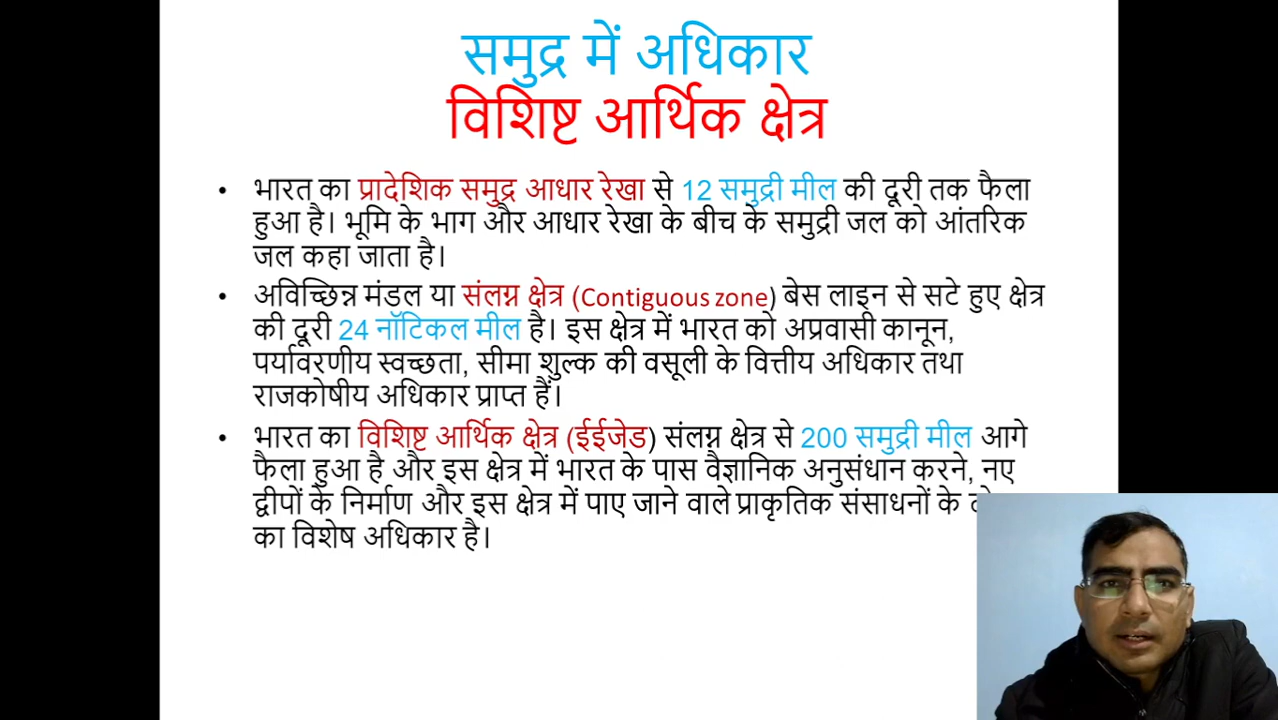 समुद्र में अधिकार
विशिष्ट आर्थिक क्षेत्र
• भारत का प्रादेशिक समुद्र आधार रेखा से 12 समुद्री मील की दूरी तक फैला
हुआ है। भूमि के भाग और आधार रेखा के बीच के समुद्री जल को आंतरिक
जल कहा जाता है।
• अविच्छिन्न मंडल या संलग्न क्षेत्र (Contiguous zone) बेस लाइन से सटे हुए क्षेत्र
की दूरी 24 नॉटिकल मील है। इस क्षेत्र में भारत को अप्रवासी कानून,
पर्यावरणीय स्वच्छता, सीमा शुल्क की वसूली के वित्तीय अधिकार तथा
राजकोषीय अधिकार प्राप्त हैं।
• भारत का विशिष्ट आर्थिक क्षेत्र (ईईजेड) संलग्न क्षेत्र से 200 समुद्री मील आगे
फैला हुआ है और इस क्षेत्र में भारत के पास वैज्ञानिक अनुसंधान करने, नए
द्वीपों के निर्माण और इस क्षेत्र में पाए जाने वाले प्राकृतिक संसाधनों के
का विशेष अधिकार है।